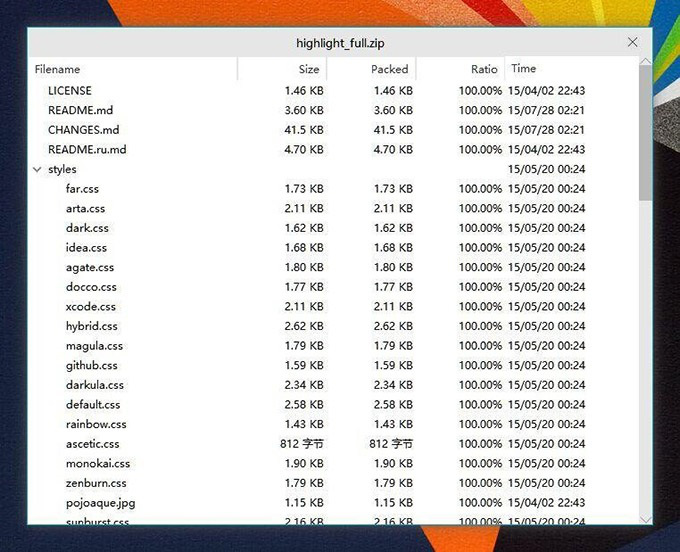 highlight_full.zip
Filename Size Packed Ratio Time
LICENSE 1.46 KB 1.46 KB 100.00% 15/04/02 22:43
README.md 3.60 KB 3.60 KB 100.00% 15/07/28 02:21
CHANGES.md 41.5 KB 41.5 KB 100.00% 15/07/28 02:21
README.ru.md 4.70 KB 4.70 KB 100.00% 15/04/02 22:43
styles 15/05/20 00:24
far.css 1.73 KB 1.73 KB 100.00% 15/05/20 00:24
arta.css 2.11 KB 2.11 KB 100.00% 15/05/20 00:24
dark.css 1.62 KB 1.62 KB 100.00% 15/05/20 00:24
idea.css 1.68 KB 1.68 KB 100.00% 15/05/20 00:24
agate.css 1.80 KB 1.80 KB 100.00% 15/05/20 00:24
docco.css 1.77 KB 1.77 KB 100.00% 15/05/20 00:24
xcode.css 2.11 KB 2.11 KB 100.00% 15/05/20 00:24
hybrid.css 2.62 KB 2.62 KB 100.00% 15/05/20 00:24
magula.css 1.79 KB 1.79 KB 100.00% 15/05/20 00:24
github.css 1.59 KB 1.59 KB 100.00% 15/05/20 00:24
darkula.css 2.34 KB 2.34 KB 100.00% 15/05/20 00:24
default.css 2.58 KB 2.58 KB 100.00% 15/05/20 00:24
rainbow.css 1.43 KB 1.43 KB 100.00% 15/05/20 00:24
ascetic.css 812 字节 812 字节 100.00% 15/05/20 00:24
monokai.css 1.90 KB 1.90 KB 100.00% 15/05/20 00:24
zenburn.css 1.79 KB 1.79 KB 100.00% 15/05/20 00:24
pojoaque.jpg 1.15 KB 1.15 KB 100.00% 15/04/02 22:43
sunburst.css 2.16 KB 2.16 KB 100.00% 15/05/20 00:24